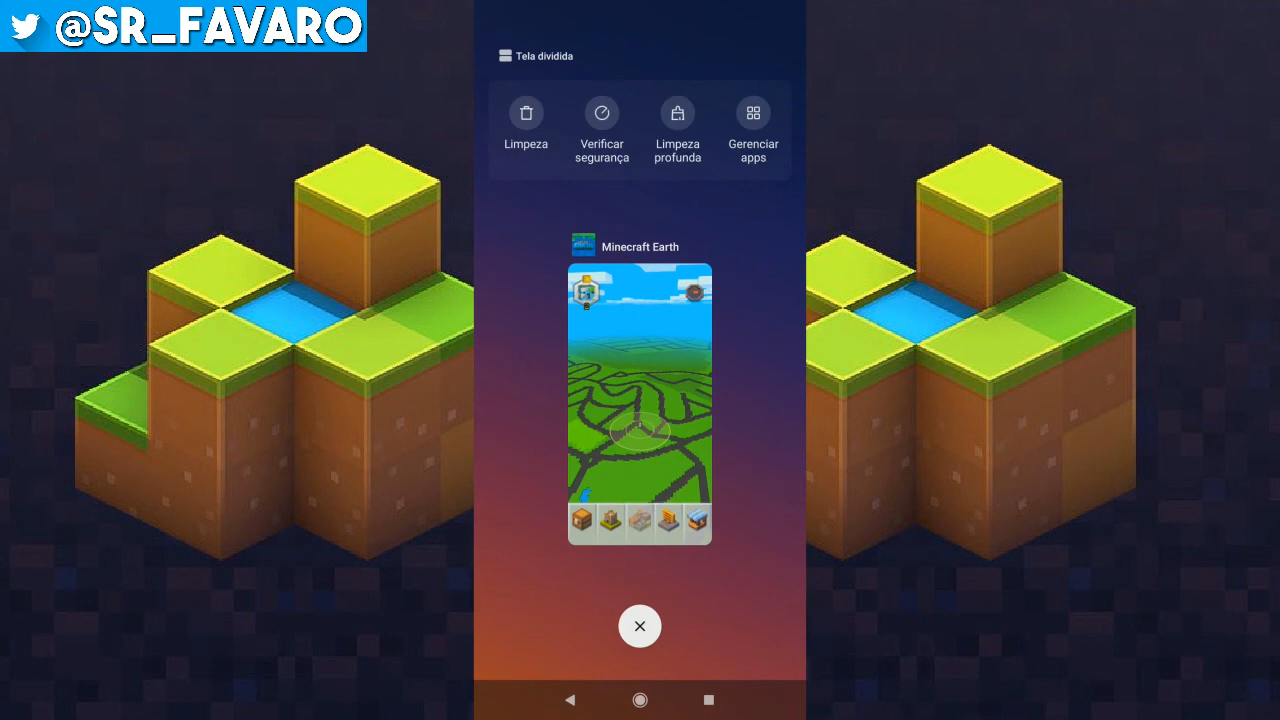 @SR_FAVARO
Tela dividida
Limpeza
Verificar
segurança
Limpeza
profunda
Gerenciar
apps
Minecraft Earth